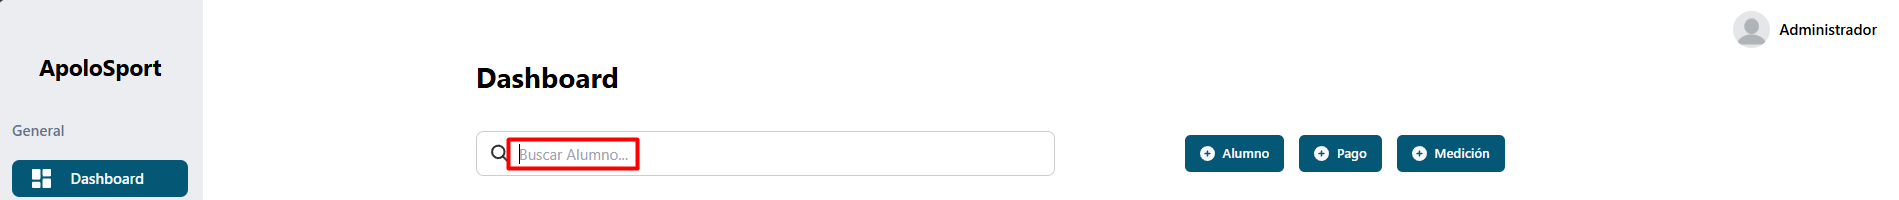 Administrador
ApoloSport
Dashboard
General
Buscar Alumno...
Alumno
Pago
Medición
Dashboard